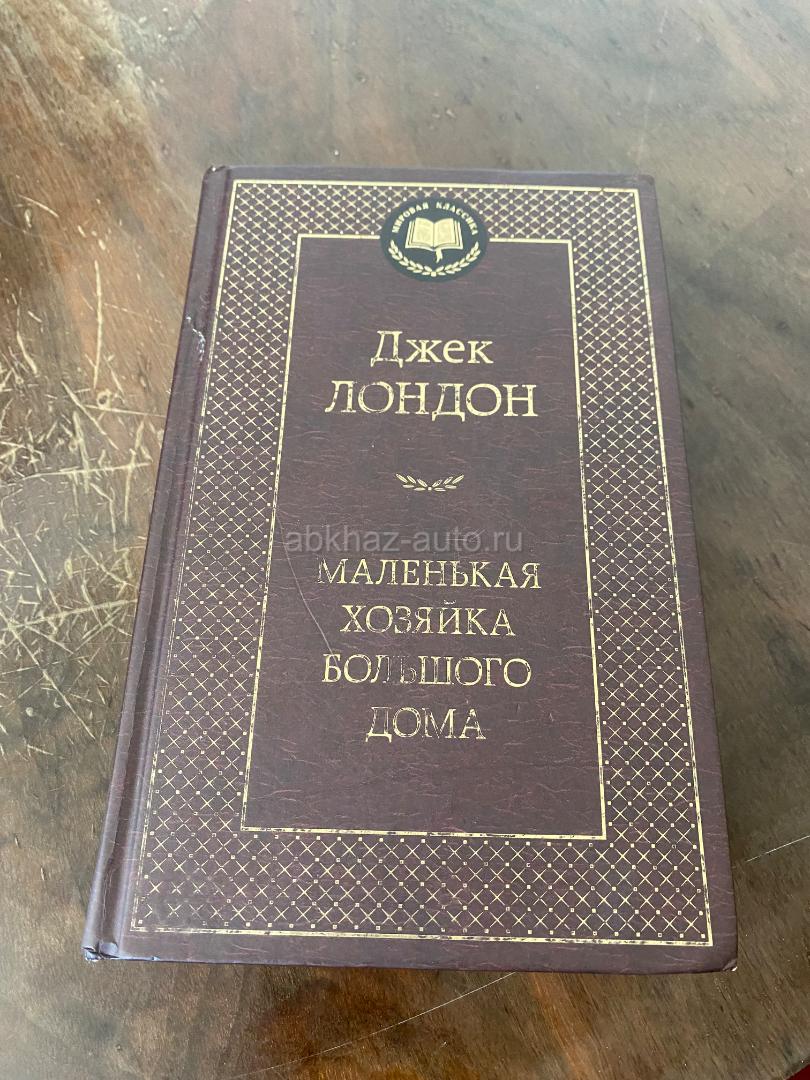 МИРОВАЯ КЛАССИКА
Джек
ЛОНДОН
abkhaz-auto.ru
МАЛЕНЬКАЯ
ХОЗЯЙКА
БОЛЬШОГО
ДОМА